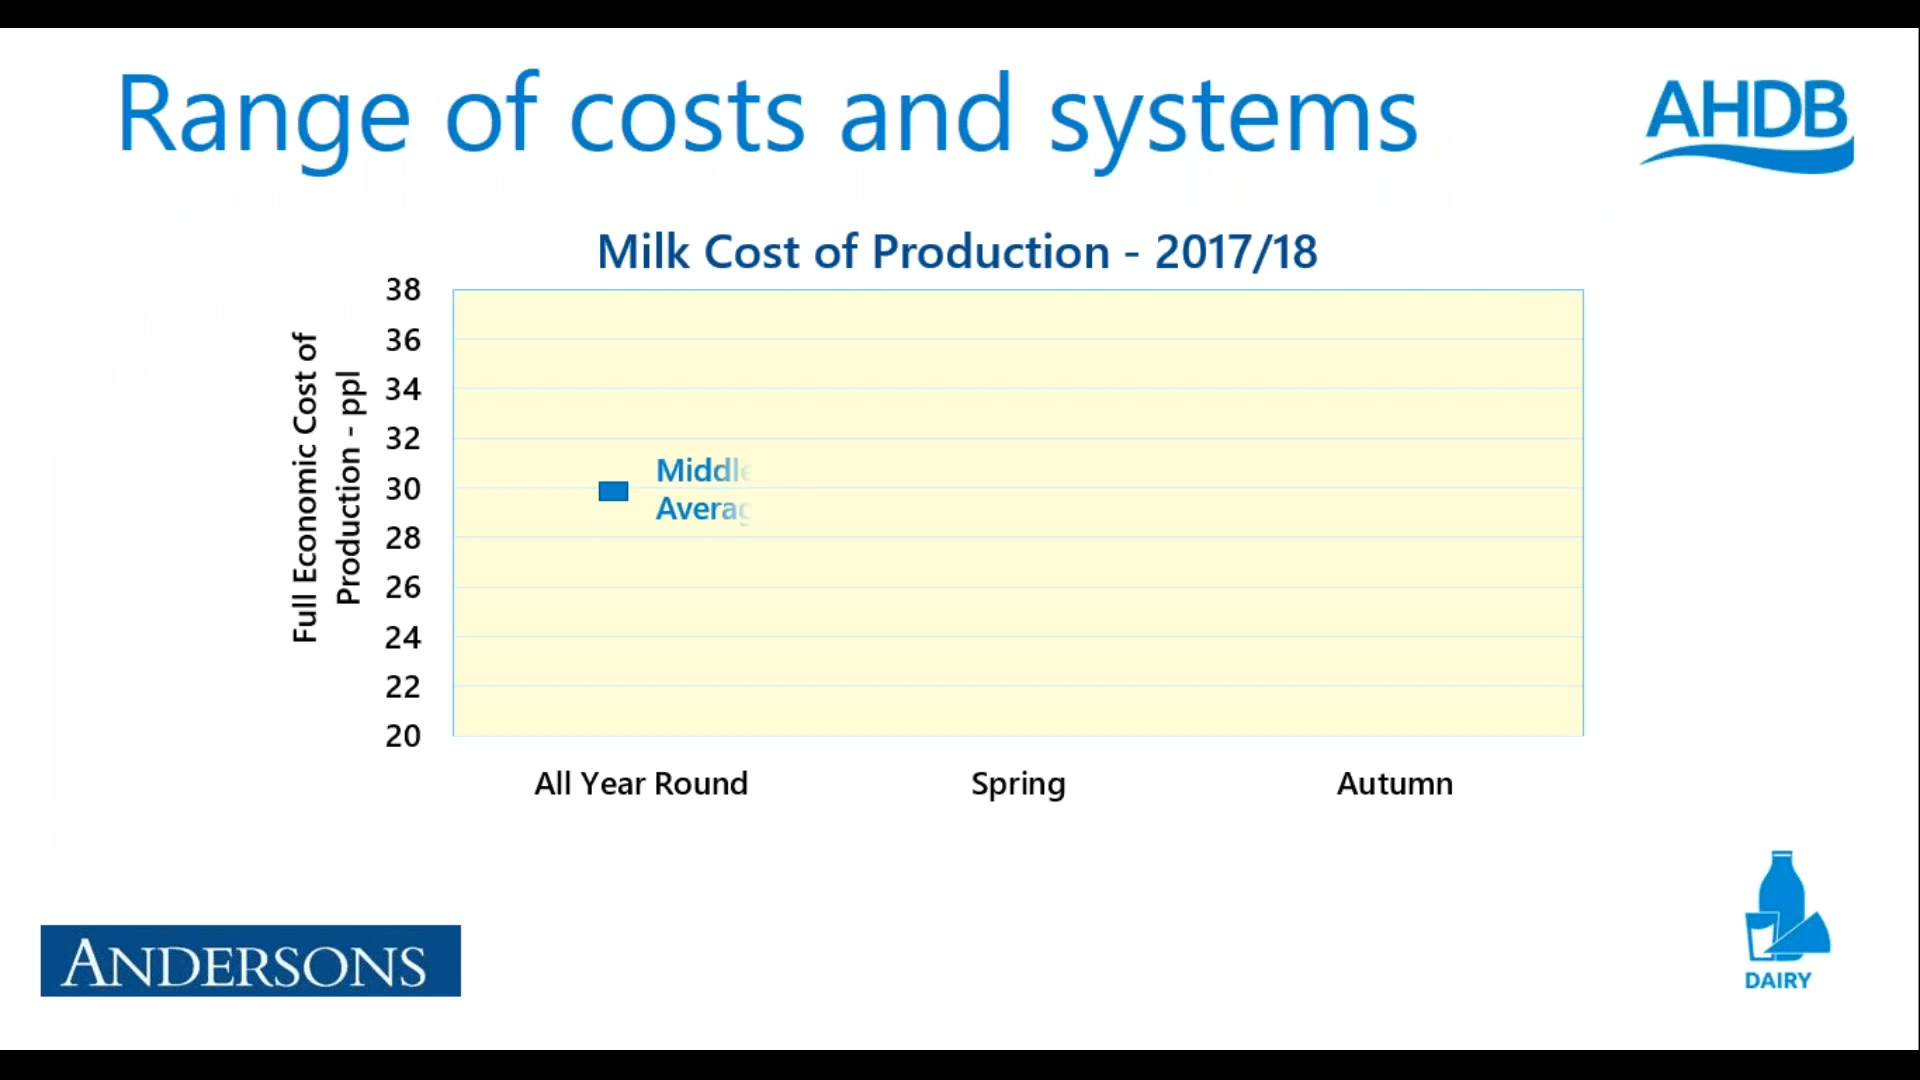 Range of costs and systems
AHDB
Milk Cost of Production - 2017/18
Full Economic Cost of
Production - ppl
38
36
34
32
30
28
26
24
22
20
All Year Round
Spring
Autumn
ANDERSONS
DAIRY